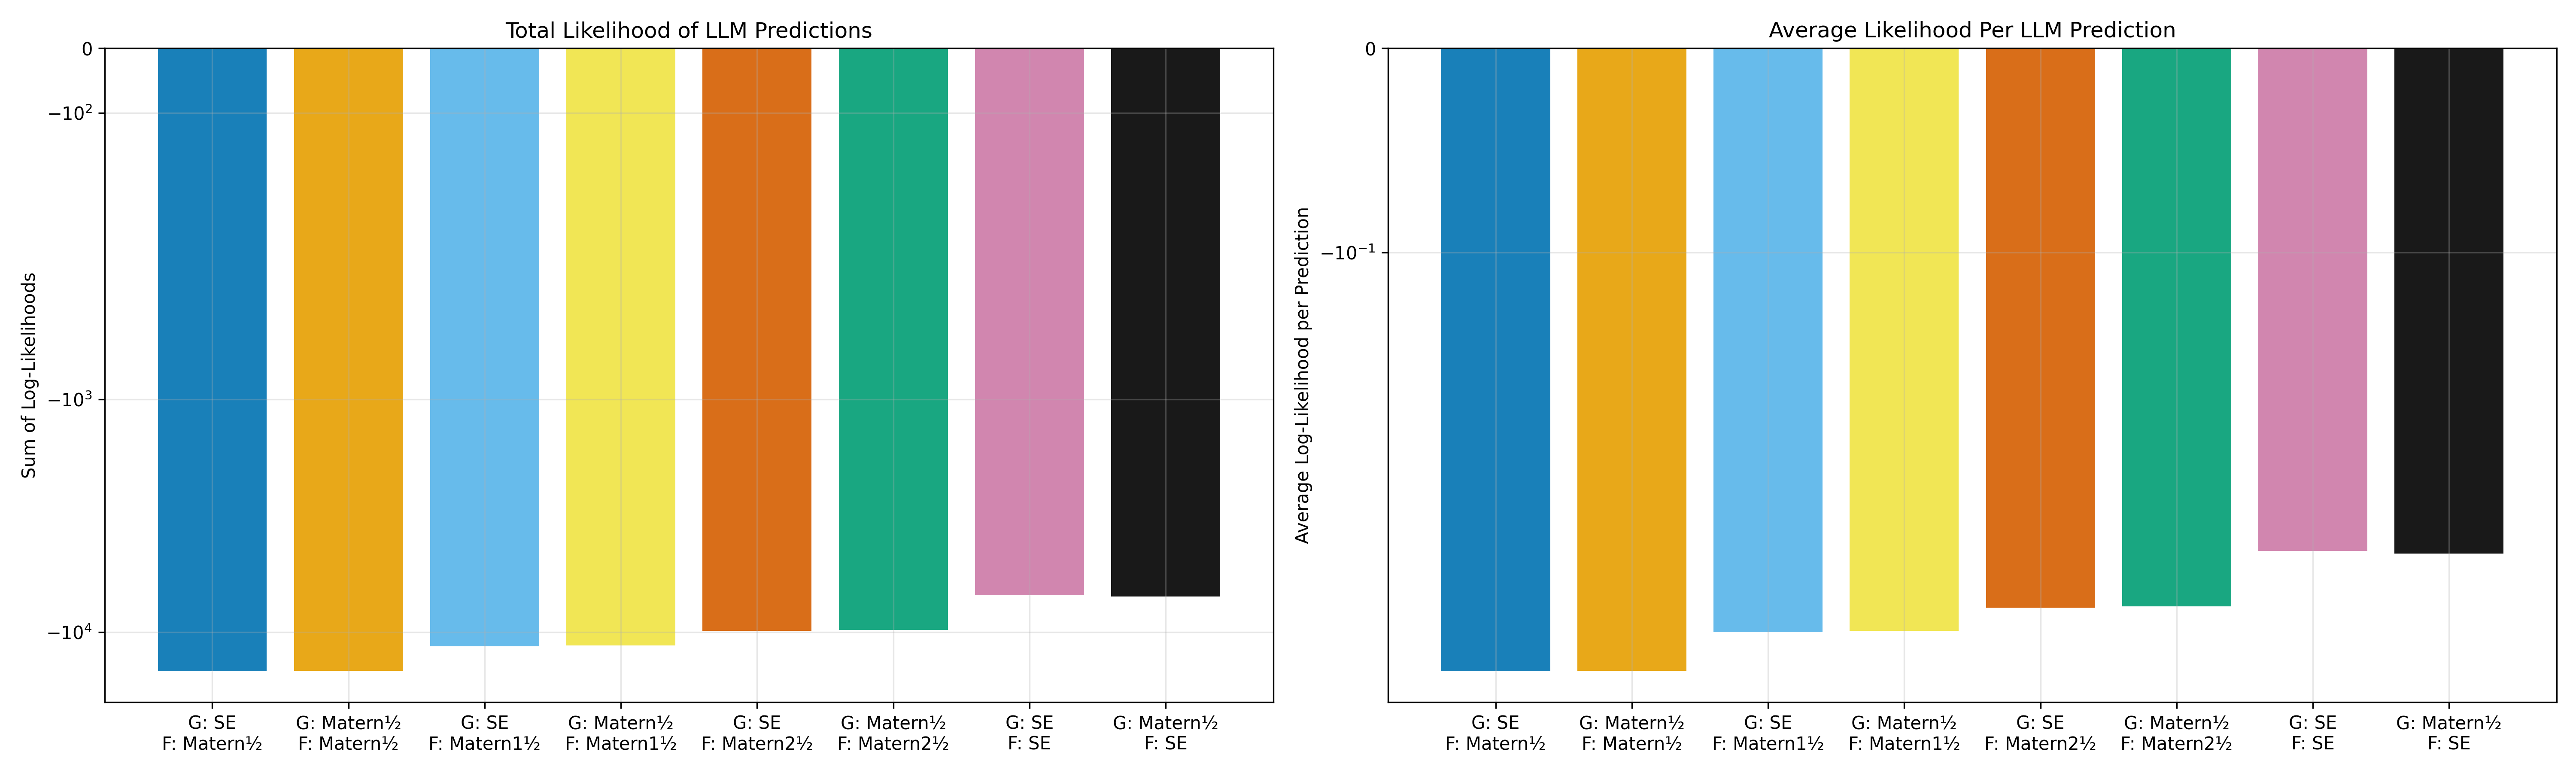 Total Likelihood of LLM Predictions
Sum of Log-Likelihoods
0
−10²
−10³
−10⁴
G: SE
F: Matern½
G: Matern½
F: Matern½
G: SE
F: Matern1½
G: Matern½
F: Matern1½
G: SE
F: Matern2½
G: Matern½
F: Matern2½
G: SE
F: SE
G: Matern½
F: SE
Average Likelihood Per LLM Prediction
Average Log-Likelihood per Prediction
0
−10⁻¹
G: SE
F: Matern½
G: Matern½
F: Matern½
G: SE
F: Matern1½
G: Matern½
F: Matern1½
G: SE
F: Matern2½
G: Matern½
F: Matern2½
G: SE
F: SE
G: Matern½
F: SE